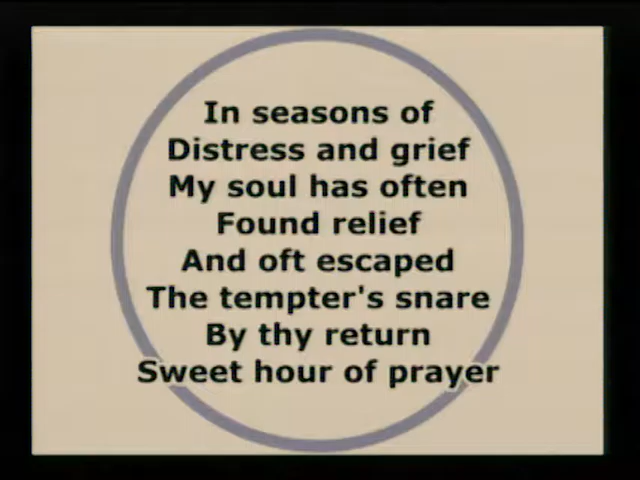 In seasons of
Distress and grief
My soul has often
Found relief
And oft escaped
The tempter's snare
By thy return
Sweet hour of prayer